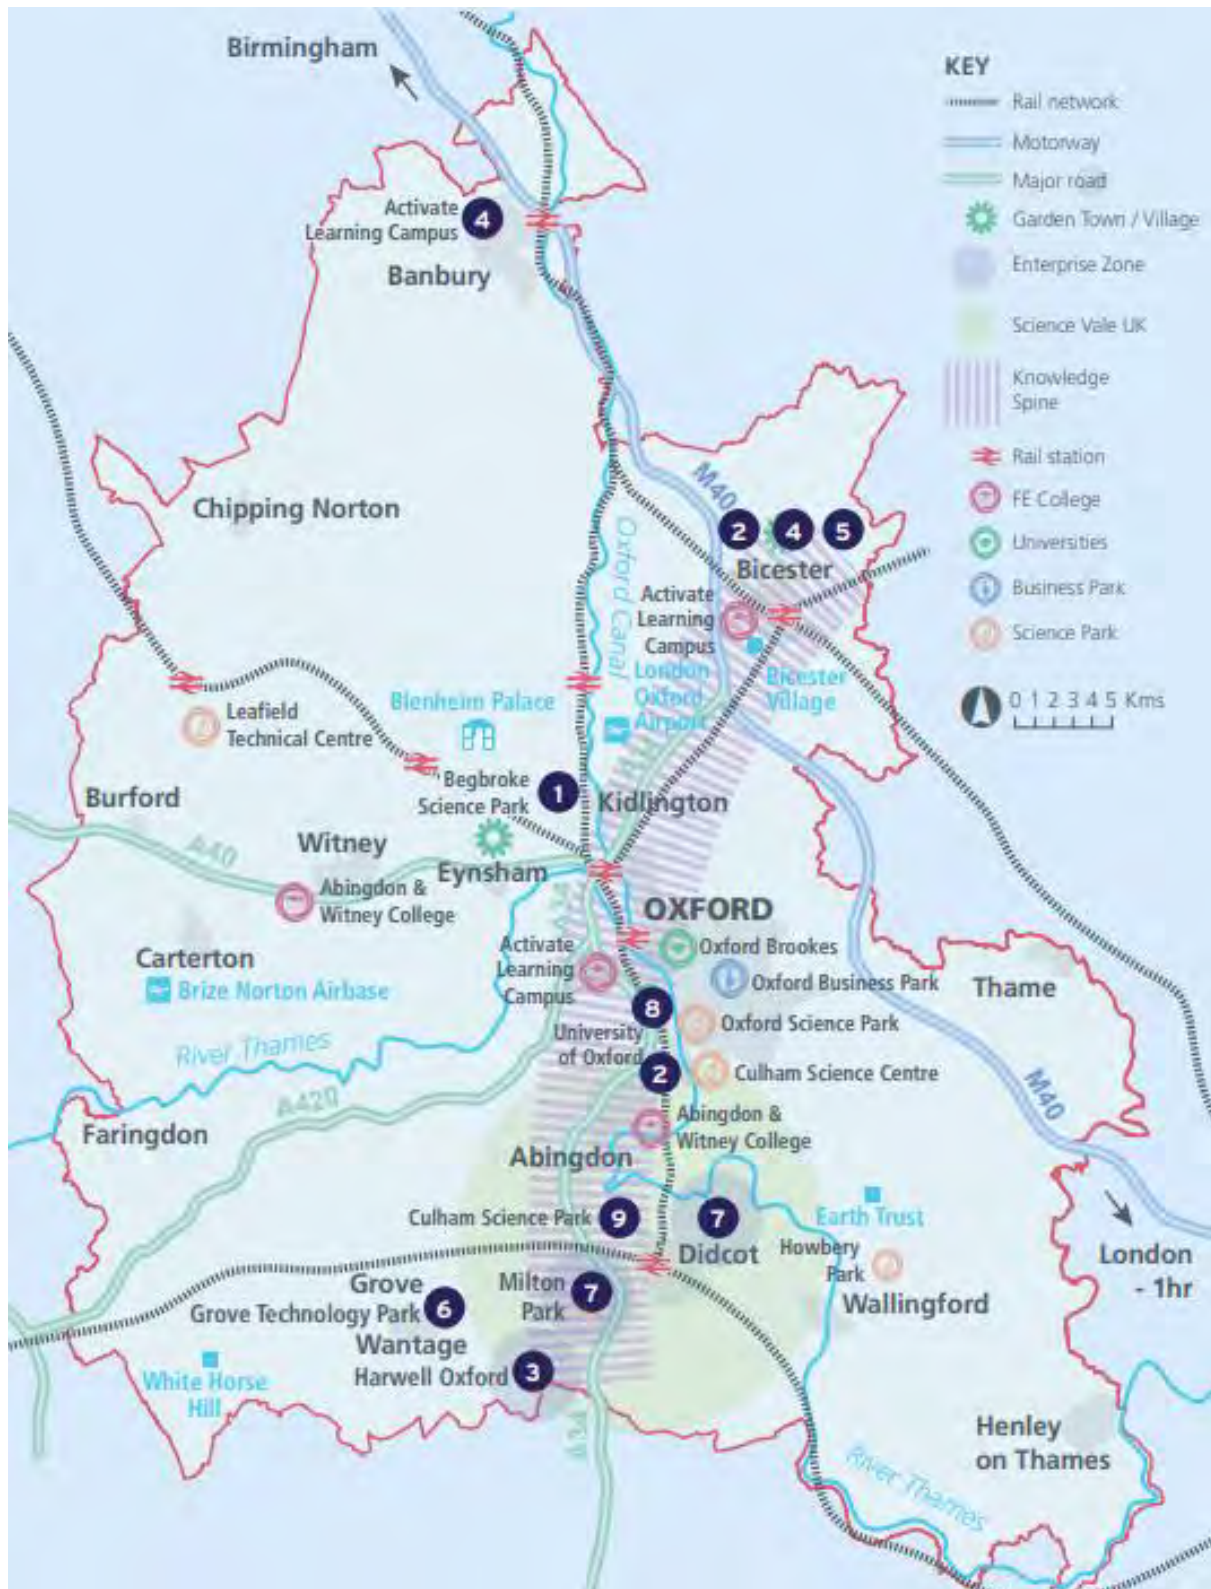 Birmingham
KEY
Rail network
Motorway
Major road
Garden Town / Village
Enterprise Zone
Science Vale UK
Knowledge
Spine
Rail station
FE College
Universities
Business Park
Science Park
0 1 2 3 4 5 Kms
Activate
Learning Campus
4
Banbury
Chipping Norton
M40
2
4
5
Bicester
Oxford Canal
Activate
Learning
Campus
London
Oxford
Airport
Bicester
Village
Blenheim Palace
Leafield
Technical Centre
Begbroke
Science Park
1
Kidlington
Burford
A40
Witney
Eynsham
Abingdon &
Witney College
A34
OXFORD
Oxford Brookes
Activate
Learning
Campus
Oxford Business Park
Carterton
Brize Norton Airbase
Thame
8
Oxford Science Park
University
of Oxford
2
Culham Science Centre
River Thames
A420
M40
Faringdon
Abingdon &
Witney College
Abingdon
Culham Science Park
9
7
Didcot
Earth Trust
Howbery
Park
London
- 1hr
Grove
Grove Technology Park
6
Milton
Park
7
Wallingford
Wantage
Harwell Oxford
3
White Horse
Hill
A34
Henley
on Thames
River Thames